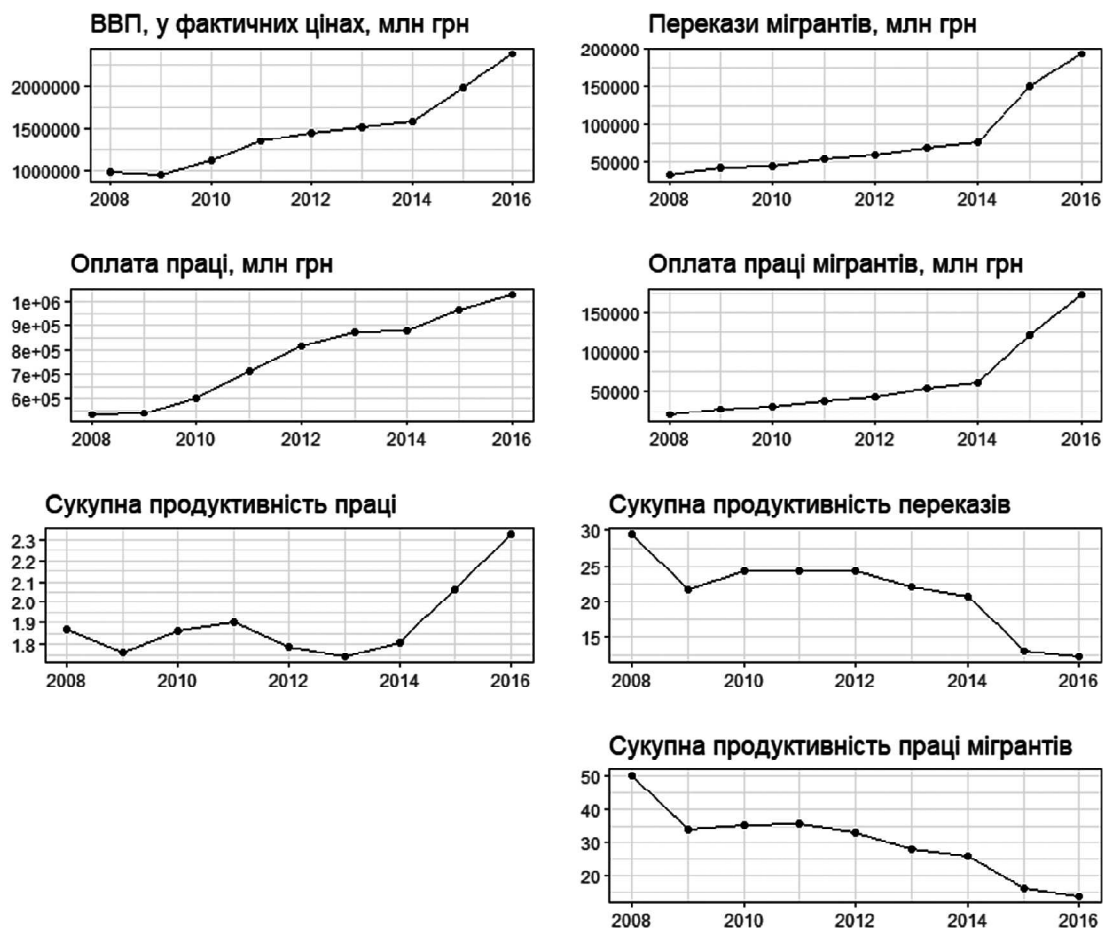 ВВП, у фактичних цінах, млн грн
2000000
1500000
1000000
2008 2010 2012 2014 2016
Перекази мігрантів, млн грн
200000
150000
100000
50000
2008 2010 2012 2014 2016
Оплата праці, млн грн
1e+06
9e+05
8e+05
7e+05
6e+05
2008 2010 2012 2014 2016
Оплата праці мігрантів, млн грн
150000
100000
50000
2008 2010 2012 2014 2016
Сукупна продуктивність праці
2.3
2.2
2.1
2.0
1.9
1.8
2008 2010 2012 2014 2016
Сукупна продуктивність переказів
30
25
20
15
2008 2010 2012 2014 2016
Сукупна продуктивність праці мігрантів
50
40
30
20
2008 2010 2012 2014 2016